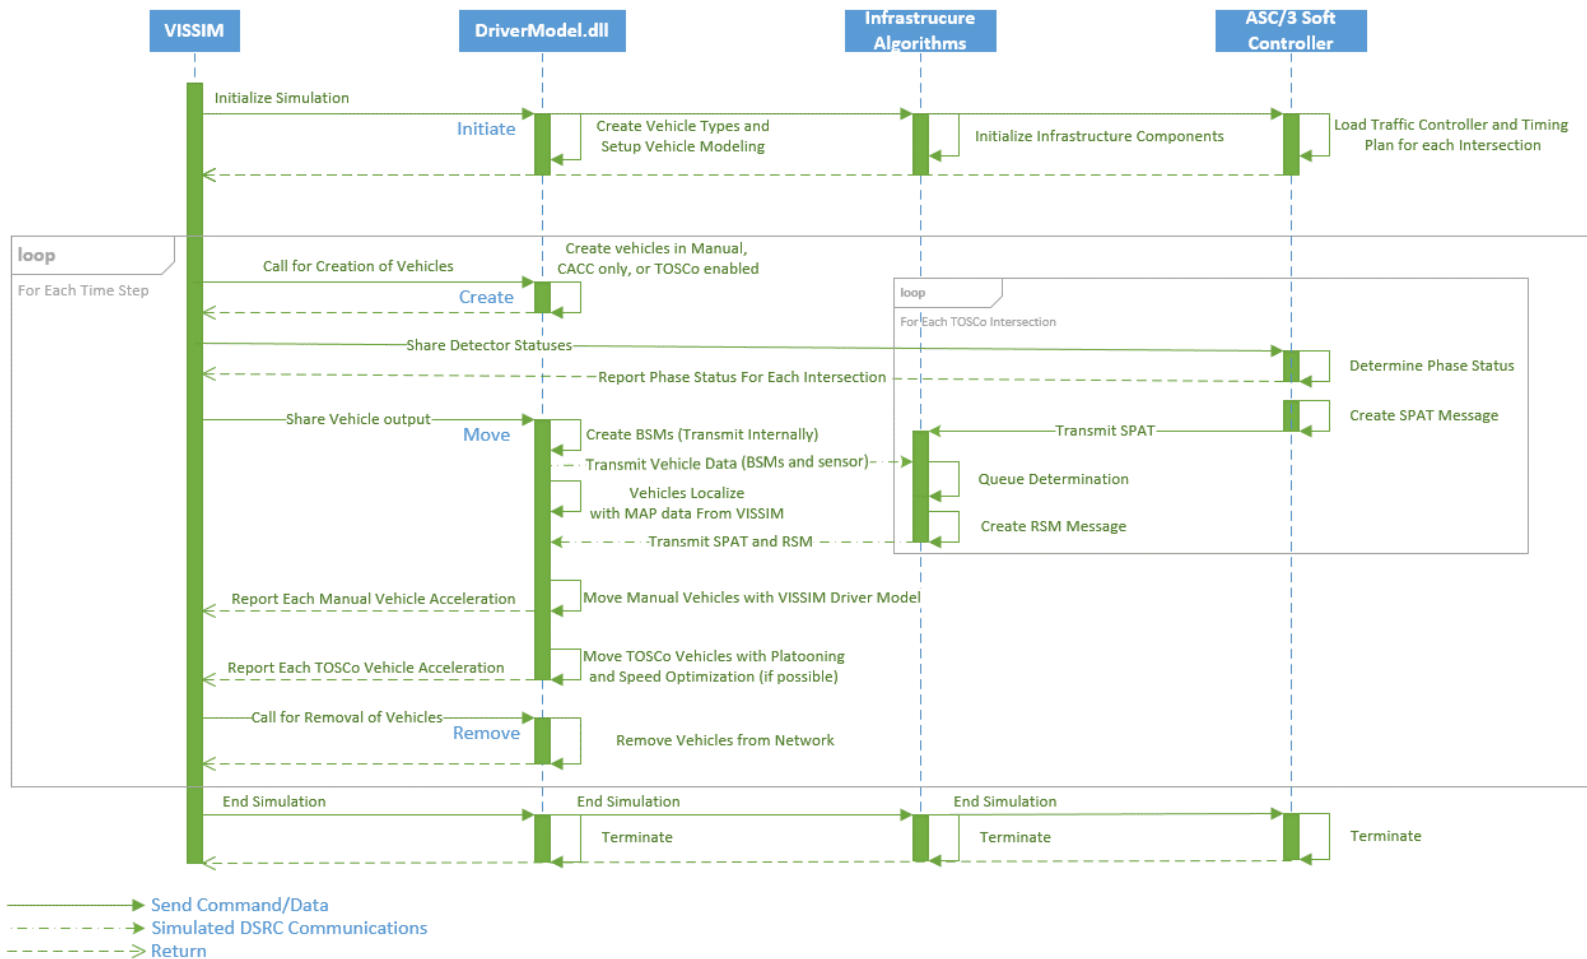 VISSIM
DriverModel.dll
Infrastrucure
Algorithms
ASC/3 Soft
Controller
Initialize Simulation
Initiate
Create Vehicle Types and
Setup Vehicle Modeling
Initialize Infrastructure Components
Load Traffic Controller and Timing
Plan for each Intersection
loop
For Each Time Step
Call for Creation of Vehicles
Create vehicles in Manual,
CACC only, or TOSCo enabled
Create
loop
For Each TOSCo Intersection
Share Detector Statuses
Determine Phase Status
Report Phase Status For Each Intersection
Share Vehicle output
Move
Create BSMs (Transmit Internally)
Create SPAT Message
Transmit SPAT
Transmit Vehicle Data (BSMs and sensor)
Queue Determination
Vehicles Localize
with MAP data From VISSIM
Create RSM Message
Transmit SPAT and RSM
Report Each Manual Vehicle Acceleration
Move Manual Vehicles with VISSIM Driver Model
Report Each TOSCo Vehicle Acceleration
Move TOSCo Vehicles with Platooning
and Speed Optimization (if possible)
Call for Removal of Vehicles
Remove
Remove Vehicles from Network
End Simulation
End Simulation
End Simulation
Terminate
Terminate
Terminate
Send Command/Data
Simulated DSRC Communications
Return